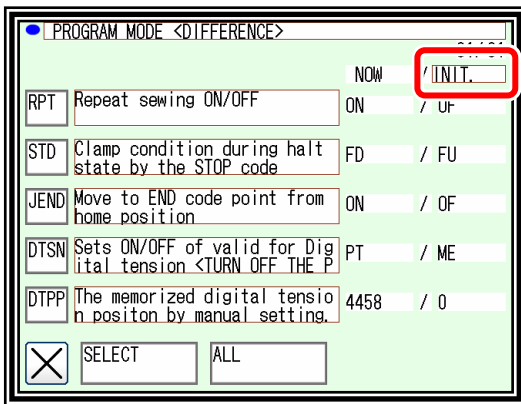 PROGRAM MODE <DIFFERENCE>
NOW / INIT.
RPT Repeat sewing ON/OFF ON / OF
STD Clamp condition during halt
state by the STOP code FD / FU
JEND Move to END code point from
home position ON / OF
DTSN Sets ON/OFF of valid for Dig
ital tension <TURN OFF THE P PT / ME
DTPP The memorized digital tensio
n positon by manual setting. 4458 / 0
SELECT ALL